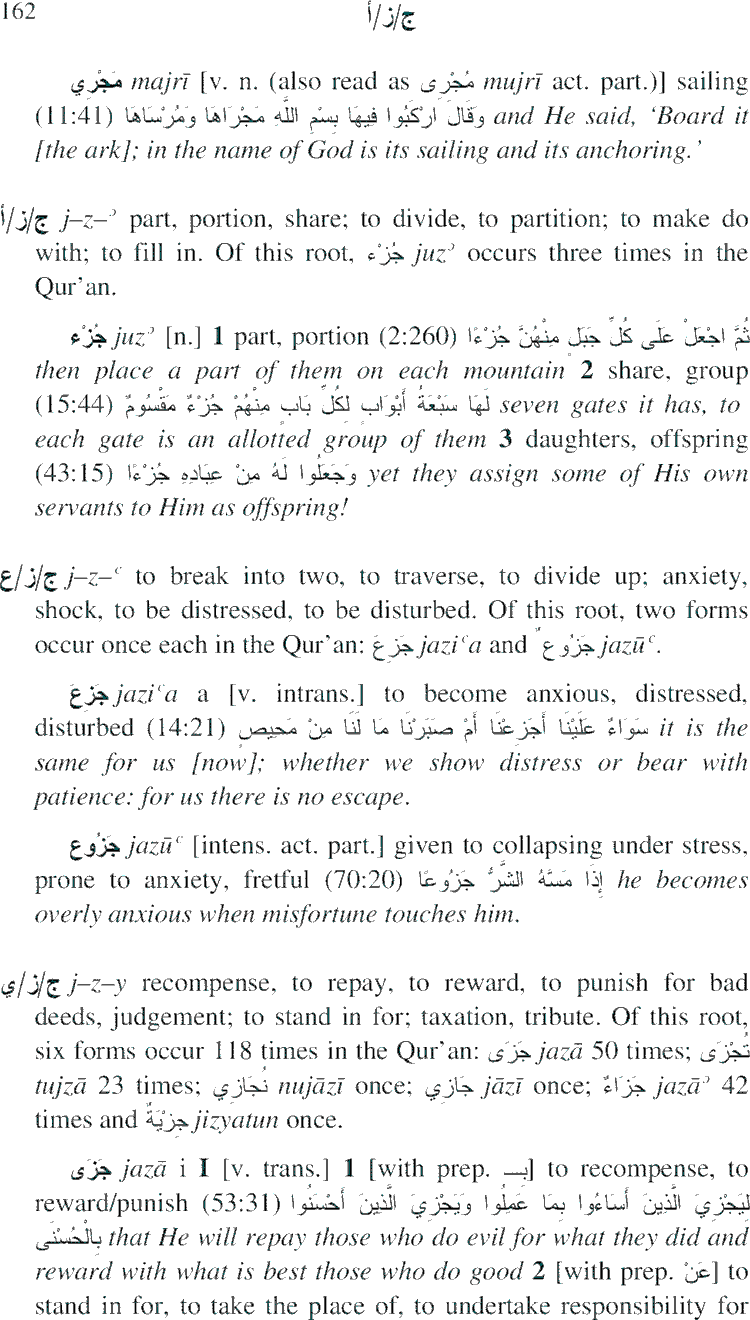 162 ج/ز/أ
مَجْرِي majrī [v. n. (also read as مُجْرِى mujrī act. part.)] sailing
(11:41) وَقَالَ ارْكَبُوا فِيهَا بِسْمِ اللَّهِ مَجْرَاهَا وَمُرْسَاهَا and He said, ‘Board it
[the ark]; in the name of God is its sailing and its anchoring.’
ج/ز/أ j–z–ʾ part, portion, share; to divide, to partition; to make do
with; to fill in. Of this root, جُزْء juzʾ occurs three times in the
Qur’an.
جُزْء juzʾ [n.] 1 part, portion (2:260) ثُمَّ اجْعَلْ عَلَى كُلِّ جَبَلٍ مِنْهُنَّ جُزْءًا
then place a part of them on each mountain 2 share, group
(15:44) لَهَا سَبْعَةُ أَبْوَابٍ لِكُلِّ بَابٍ مِنْهُمْ جُزْءٌ مَقْسُومٌ seven gates it has, to
each gate is an allotted group of them 3 daughters, offspring
(43:15) وَجَعَلُوا لَهُ مِنْ عِبَادِهِ جُزْءًا yet they assign some of His own
servants to Him as offspring!
ج/ز/ع j–z–ʿ to break into two, to traverse, to divide up; anxiety,
shock, to be distressed, to be disturbed. Of this root, two forms
occur once each in the Qur’an: جَزِعَ jaziʿa and جَزُوعٌ jazūʿ.
جَزِعَ jaziʿa a [v. intrans.] to become anxious, distressed,
disturbed (14:21) سَوَاءٌ عَلَيْنَا أَجَزِعْنَا أَمْ صَبَرْنَا مَا لَنَا مِنْ مَحِيصٍ it is the
same for us [now]; whether we show distress or bear with
patience: for us there is no escape.
جَزُوع jazūʿ [intens. act. part.] given to collapsing under stress,
prone to anxiety, fretful (70:20) إِذَا مَسَّهُ الشَّرُّ جَزُوعًا he becomes
overly anxious when misfortune touches him.
ج/ز/ي j–z–y recompense, to repay, to reward, to punish for bad
deeds, judgement; to stand in for; taxation, tribute. Of this root,
six forms occur 118 times in the Qur’an: جَزَى jazā 50 times; تُجْزَى
tujzā 23 times; نُجَازِي nujāzī once; جَازِي jāzī once; جَزَاءٌ jazāʾ 42
times and جِزْيَةٌ jizyatun once.
جَزَى jazā i I [v. trans.] 1 [with prep. بِـ] to recompense, to
reward/punish (53:31) لِيَجْزِيَ الَّذِينَ أَسَاءُوا بِمَا عَمِلُوا وَيَجْزِيَ الَّذِينَ أَحْسَنُوا
بِالْحُسْنَى that He will repay those who do evil for what they did and
reward with what is best those who do good 2 [with prep. عَنْ] to
stand in for, to take the place of, to undertake responsibility for